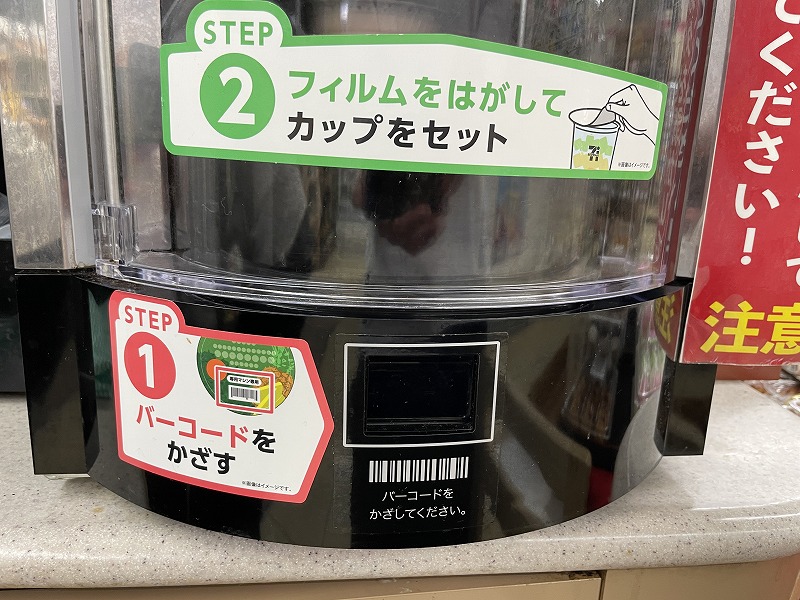 STEP
2
フィルムをはがして
カップをセット
※画像はイメージです。
STEP
1
専用マシン専用
バーコードを
かざす
※画像はイメージです。
バーコードを
かざしてください。
ください!
注意